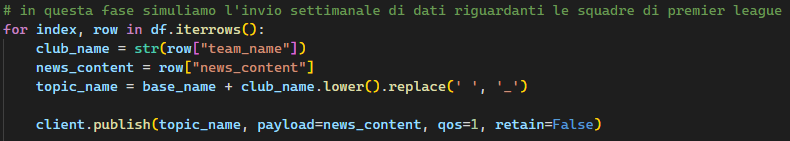 # in questa fase simuliamo l'invio settimanale di dati riguardanti le squadre di premier league
for index, row in df.iterrows():
    club_name = str(row["team_name"])
    news_content = row["news_content"]
    topic_name = base_name + club_name.lower().replace(' ', '_')

    client.publish(topic_name, payload=news_content, qos=1, retain=False)